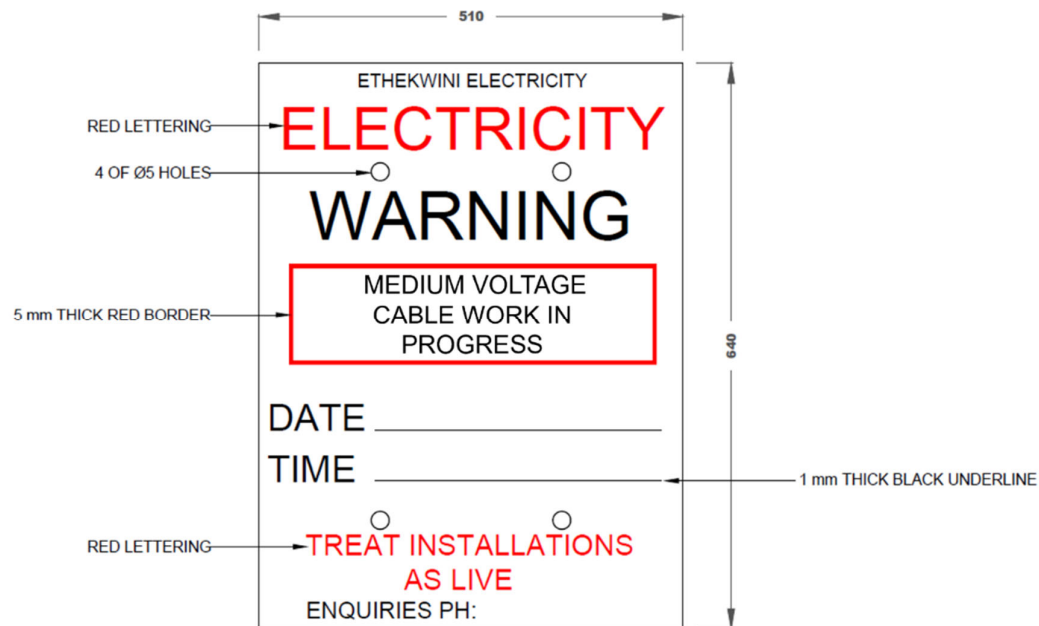 510
ETHEKWINI ELECTRICITY
RED LETTERING
ELECTRICITY
4 OF Ø5 HOLES
WARNING
MEDIUM VOLTAGE
CABLE WORK IN
PROGRESS
5 mm THICK RED BORDER
640
DATE
TIME
1 mm THICK BLACK UNDERLINE
RED LETTERING
TREAT INSTALLATIONS
AS LIVE
ENQUIRIES PH: